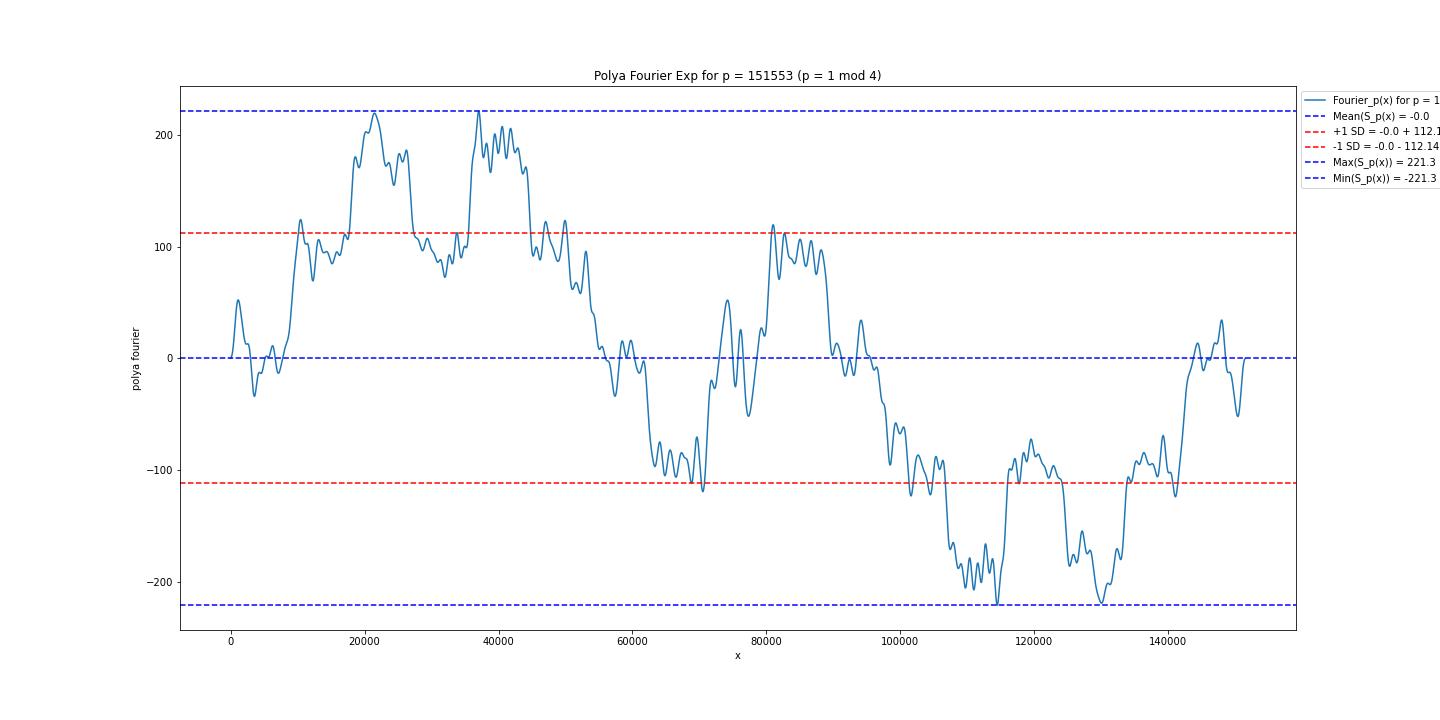 Polya Fourier Exp for p = 151553 (p = 1 mod 4)
Fourier_p(x) for p = 1
Mean(S_p(x) = -0.0
+1 SD = -0.0 + 112.1
-1 SD = -0.0 - 112.14
Max(S_p(x)) = 221.3
Min(S_p(x)) = -221.3
polya fourier
200
100
0
−100
−200
0 20000 40000 60000 80000 100000 120000 140000
x